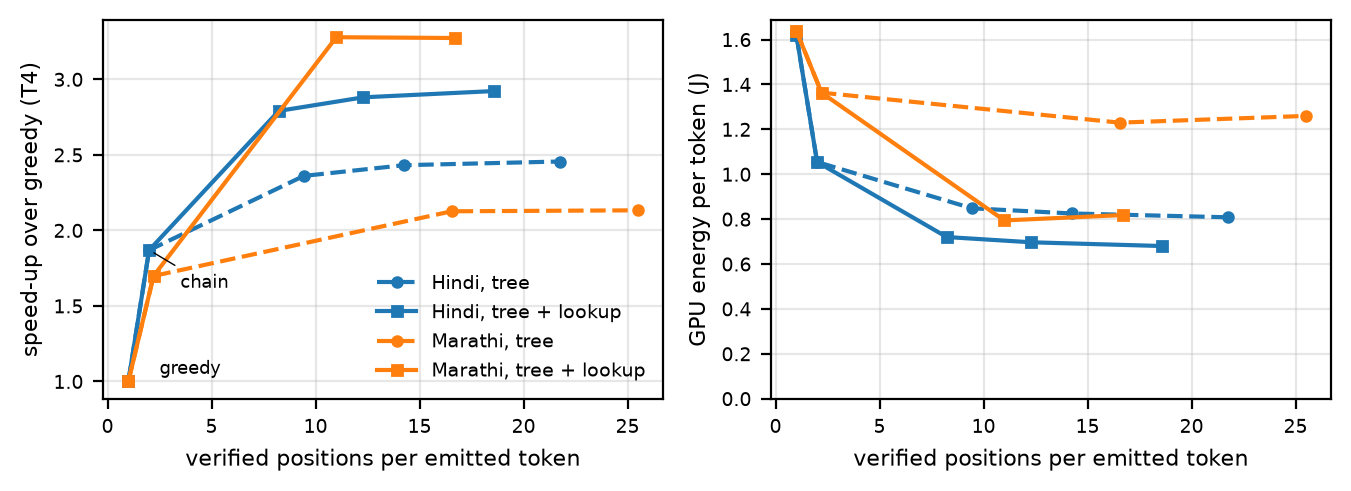 speed-up over greedy (T4)
3.0
2.5
2.0
1.5
1.0
chain
greedy
Hindi, tree
Hindi, tree + lookup
Marathi, tree
Marathi, tree + lookup
0 5 10 15 20 25
verified positions per emitted token
GPU energy per token (J)
1.6
1.4
1.2
1.0
0.8
0.6
0.4
0.2
0.0
0 5 10 15 20 25
verified positions per emitted token